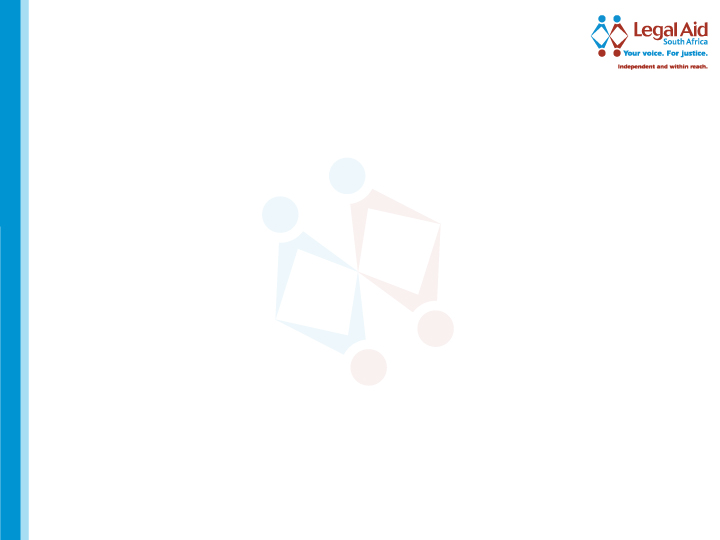 Legal Aid
South Africa
Your voice. For justice.
Independent and within reach.